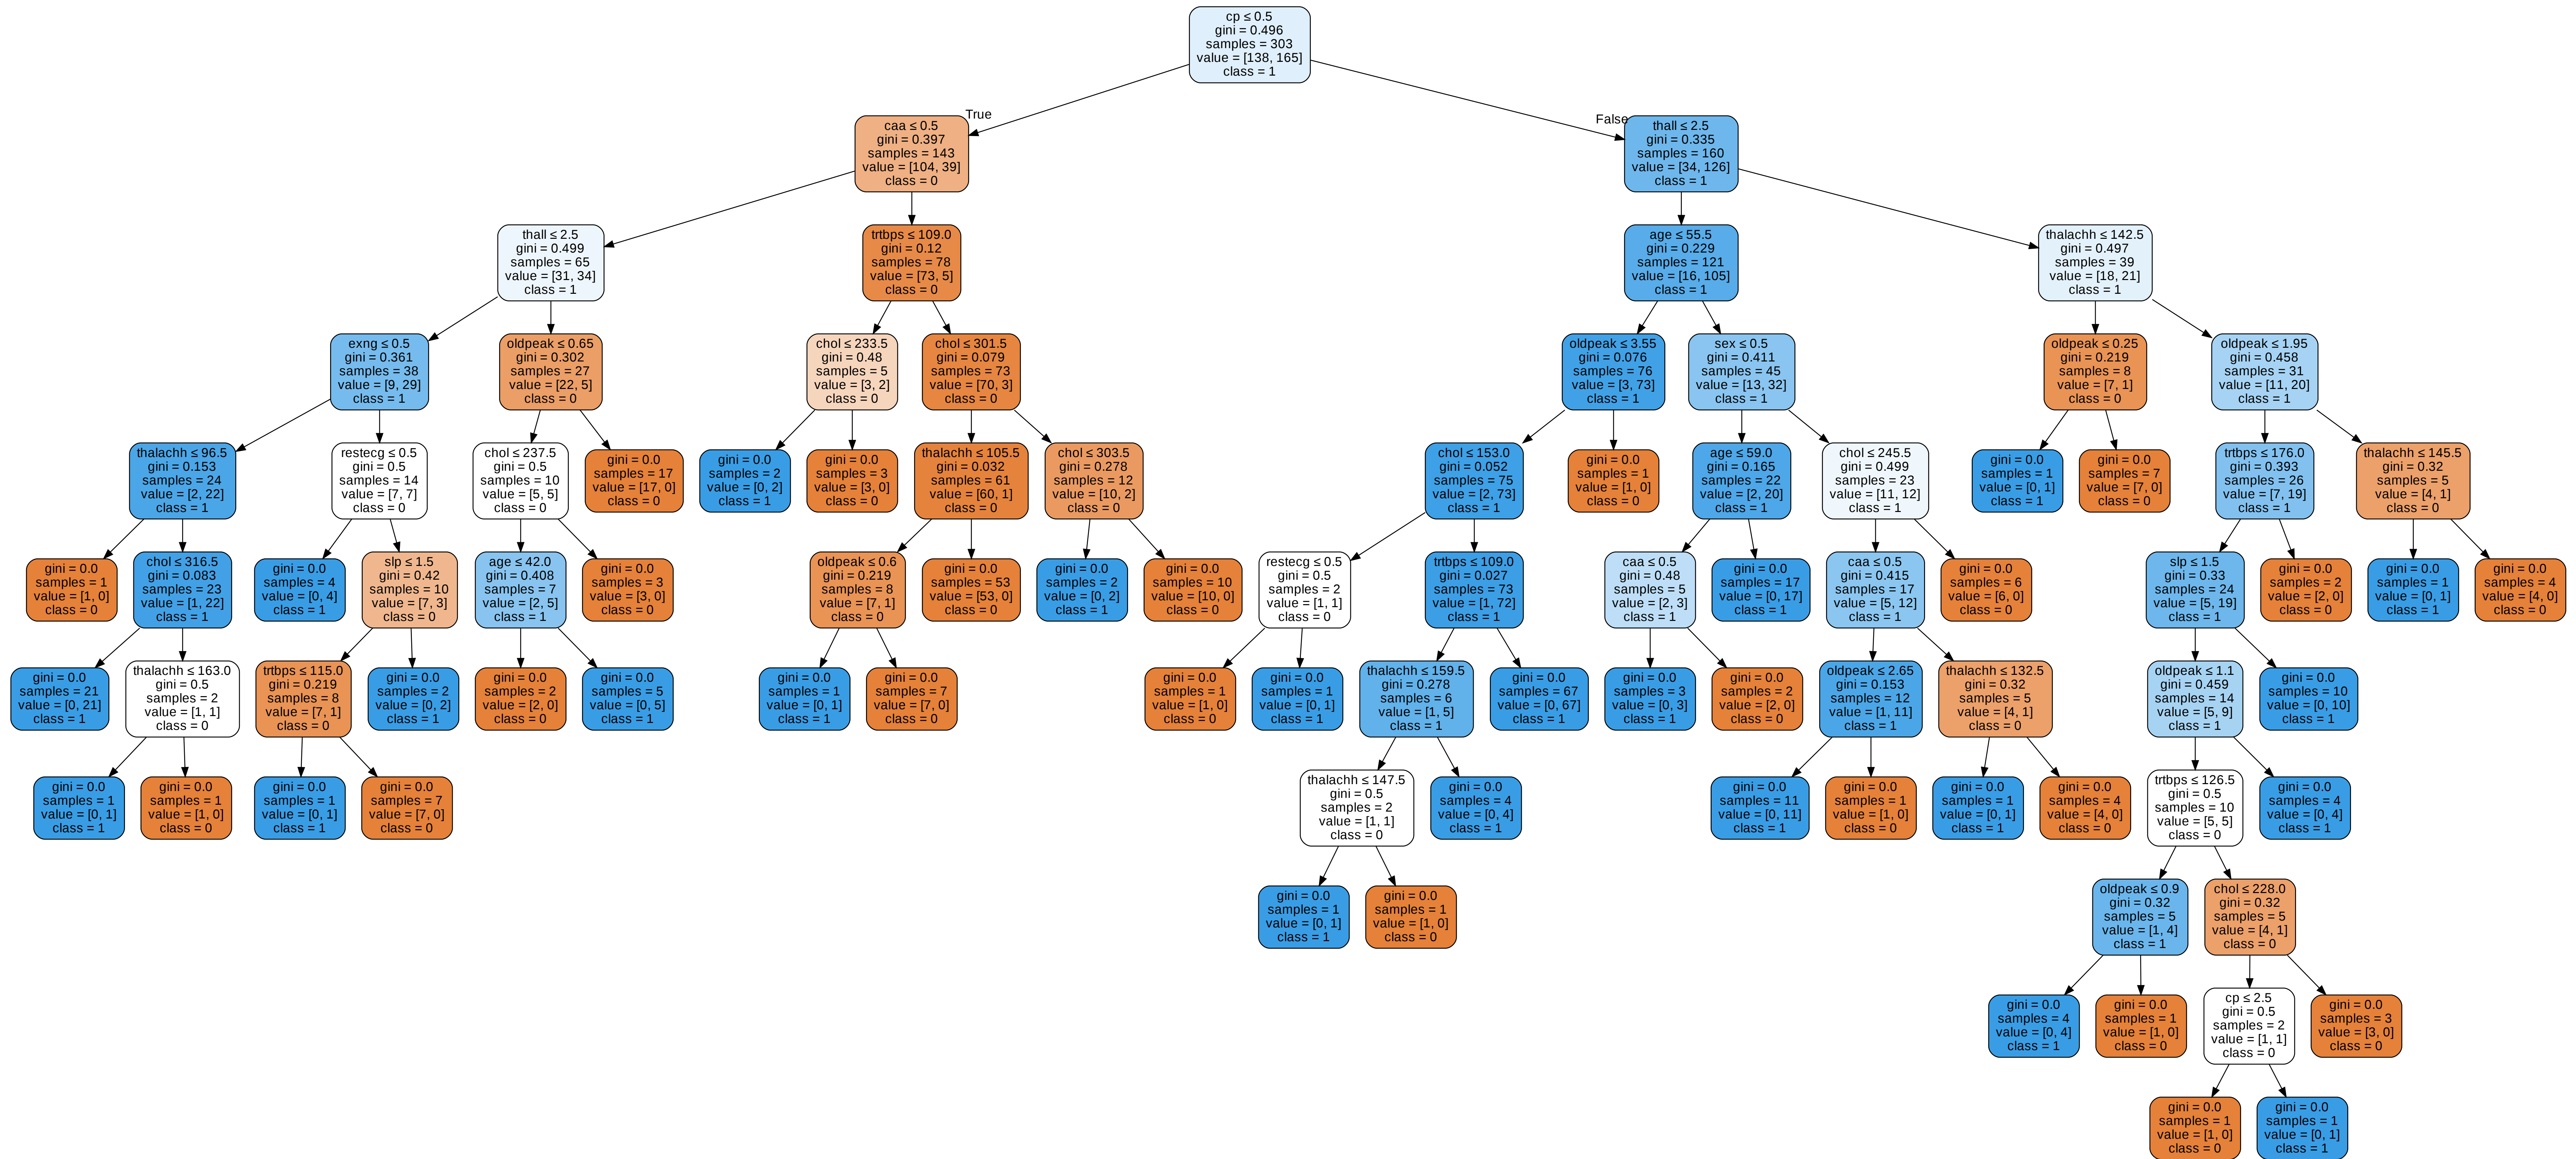 cp ≤ 0.5
gini = 0.496
samples = 303
value = [138, 165]
class = 1
True
False
caa ≤ 0.5
gini = 0.397
samples = 143
value = [104, 39]
class = 0
thall ≤ 2.5
gini = 0.335
samples = 160
value = [34, 126]
class = 1
thall ≤ 2.5
gini = 0.499
samples = 65
value = [31, 34]
class = 1
trtbps ≤ 109.0
gini = 0.12
samples = 78
value = [73, 5]
class = 0
age ≤ 55.5
gini = 0.229
samples = 121
value = [16, 105]
class = 1
thalachh ≤ 142.5
gini = 0.497
samples = 39
value = [18, 21]
class = 1
exng ≤ 0.5
gini = 0.361
samples = 38
value = [9, 29]
class = 1
oldpeak ≤ 0.65
gini = 0.302
samples = 27
value = [22, 5]
class = 0
chol ≤ 233.5
gini = 0.48
samples = 5
value = [3, 2]
class = 0
chol ≤ 301.5
gini = 0.079
samples = 73
value = [70, 3]
class = 0
oldpeak ≤ 3.55
gini = 0.076
samples = 76
value = [3, 73]
class = 1
sex ≤ 0.5
gini = 0.411
samples = 45
value = [13, 32]
class = 1
oldpeak ≤ 0.25
gini = 0.219
samples = 8
value = [7, 1]
class = 0
oldpeak ≤ 1.95
gini = 0.458
samples = 31
value = [11, 20]
class = 1
thalachh ≤ 96.5
gini = 0.153
samples = 24
value = [2, 22]
class = 1
restecg ≤ 0.5
gini = 0.5
samples = 14
value = [7, 7]
class = 0
chol ≤ 237.5
gini = 0.5
samples = 10
value = [5, 5]
class = 0
gini = 0.0
samples = 17
value = [17, 0]
class = 0
gini = 0.0
samples = 2
value = [0, 2]
class = 1
gini = 0.0
samples = 3
value = [3, 0]
class = 0
thalachh ≤ 105.5
gini = 0.032
samples = 61
value = [60, 1]
class = 0
chol ≤ 303.5
gini = 0.278
samples = 12
value = [10, 2]
class = 0
chol ≤ 153.0
gini = 0.052
samples = 75
value = [2, 73]
class = 1
gini = 0.0
samples = 1
value = [1, 0]
class = 0
age ≤ 59.0
gini = 0.165
samples = 22
value = [2, 20]
class = 1
chol ≤ 245.5
gini = 0.499
samples = 23
value = [11, 12]
class = 1
gini = 0.0
samples = 1
value = [0, 1]
class = 1
gini = 0.0
samples = 7
value = [7, 0]
class = 0
trtbps ≤ 176.0
gini = 0.393
samples = 26
value = [7, 19]
class = 1
thalachh ≤ 145.5
gini = 0.32
samples = 5
value = [4, 1]
class = 0
gini = 0.0
samples = 1
value = [1, 0]
class = 0
chol ≤ 316.5
gini = 0.083
samples = 23
value = [1, 22]
class = 1
gini = 0.0
samples = 4
value = [0, 4]
class = 1
slp ≤ 1.5
gini = 0.42
samples = 10
value = [7, 3]
class = 0
age ≤ 42.0
gini = 0.408
samples = 7
value = [2, 5]
class = 1
gini = 0.0
samples = 3
value = [3, 0]
class = 0
oldpeak ≤ 0.6
gini = 0.219
samples = 8
value = [7, 1]
class = 0
gini = 0.0
samples = 53
value = [53, 0]
class = 0
gini = 0.0
samples = 2
value = [0, 2]
class = 1
gini = 0.0
samples = 10
value = [10, 0]
class = 0
restecg ≤ 0.5
gini = 0.5
samples = 2
value = [1, 1]
class = 0
trtbps ≤ 109.0
gini = 0.027
samples = 73
value = [1, 72]
class = 1
caa ≤ 0.5
gini = 0.48
samples = 5
value = [2, 3]
class = 1
gini = 0.0
samples = 17
value = [0, 17]
class = 1
caa ≤ 0.5
gini = 0.415
samples = 17
value = [5, 12]
class = 1
gini = 0.0
samples = 6
value = [6, 0]
class = 0
slp ≤ 1.5
gini = 0.33
samples = 24
value = [5, 19]
class = 1
gini = 0.0
samples = 2
value = [2, 0]
class = 0
gini = 0.0
samples = 1
value = [0, 1]
class = 1
gini = 0.0
samples = 4
value = [4, 0]
class = 0
gini = 0.0
samples = 21
value = [0, 21]
class = 1
thalachh ≤ 163.0
gini = 0.5
samples = 2
value = [1, 1]
class = 0
trtbps ≤ 115.0
gini = 0.219
samples = 8
value = [7, 1]
class = 0
gini = 0.0
samples = 2
value = [0, 2]
class = 1
gini = 0.0
samples = 2
value = [2, 0]
class = 0
gini = 0.0
samples = 5
value = [0, 5]
class = 1
gini = 0.0
samples = 1
value = [0, 1]
class = 1
gini = 0.0
samples = 7
value = [7, 0]
class = 0
gini = 0.0
samples = 1
value = [1, 0]
class = 0
gini = 0.0
samples = 1
value = [0, 1]
class = 1
thalachh ≤ 159.5
gini = 0.278
samples = 6
value = [1, 5]
class = 1
gini = 0.0
samples = 67
value = [0, 67]
class = 1
gini = 0.0
samples = 3
value = [0, 3]
class = 1
gini = 0.0
samples = 2
value = [2, 0]
class = 0
oldpeak ≤ 2.65
gini = 0.153
samples = 12
value = [1, 11]
class = 1
thalachh ≤ 132.5
gini = 0.32
samples = 5
value = [4, 1]
class = 0
oldpeak ≤ 1.1
gini = 0.459
samples = 14
value = [5, 9]
class = 1
gini = 0.0
samples = 10
value = [0, 10]
class = 1
gini = 0.0
samples = 1
value = [0, 1]
class = 1
gini = 0.0
samples = 1
value = [1, 0]
class = 0
gini = 0.0
samples = 1
value = [0, 1]
class = 1
gini = 0.0
samples = 7
value = [7, 0]
class = 0
thalachh ≤ 147.5
gini = 0.5
samples = 2
value = [1, 1]
class = 0
gini = 0.0
samples = 4
value = [0, 4]
class = 1
gini = 0.0
samples = 11
value = [0, 11]
class = 1
gini = 0.0
samples = 1
value = [1, 0]
class = 0
gini = 0.0
samples = 1
value = [0, 1]
class = 1
gini = 0.0
samples = 4
value = [4, 0]
class = 0
trtbps ≤ 126.5
gini = 0.5
samples = 10
value = [5, 5]
class = 0
gini = 0.0
samples = 4
value = [0, 4]
class = 1
gini = 0.0
samples = 1
value = [0, 1]
class = 1
gini = 0.0
samples = 1
value = [1, 0]
class = 0
oldpeak ≤ 0.9
gini = 0.32
samples = 5
value = [1, 4]
class = 1
chol ≤ 228.0
gini = 0.32
samples = 5
value = [4, 1]
class = 0
gini = 0.0
samples = 4
value = [0, 4]
class = 1
gini = 0.0
samples = 1
value = [1, 0]
class = 0
cp ≤ 2.5
gini = 0.5
samples = 2
value = [1, 1]
class = 0
gini = 0.0
samples = 3
value = [3, 0]
class = 0
gini = 0.0
samples = 1
value = [1, 0]
class = 0
gini = 0.0
samples = 1
value = [0, 1]
class = 1